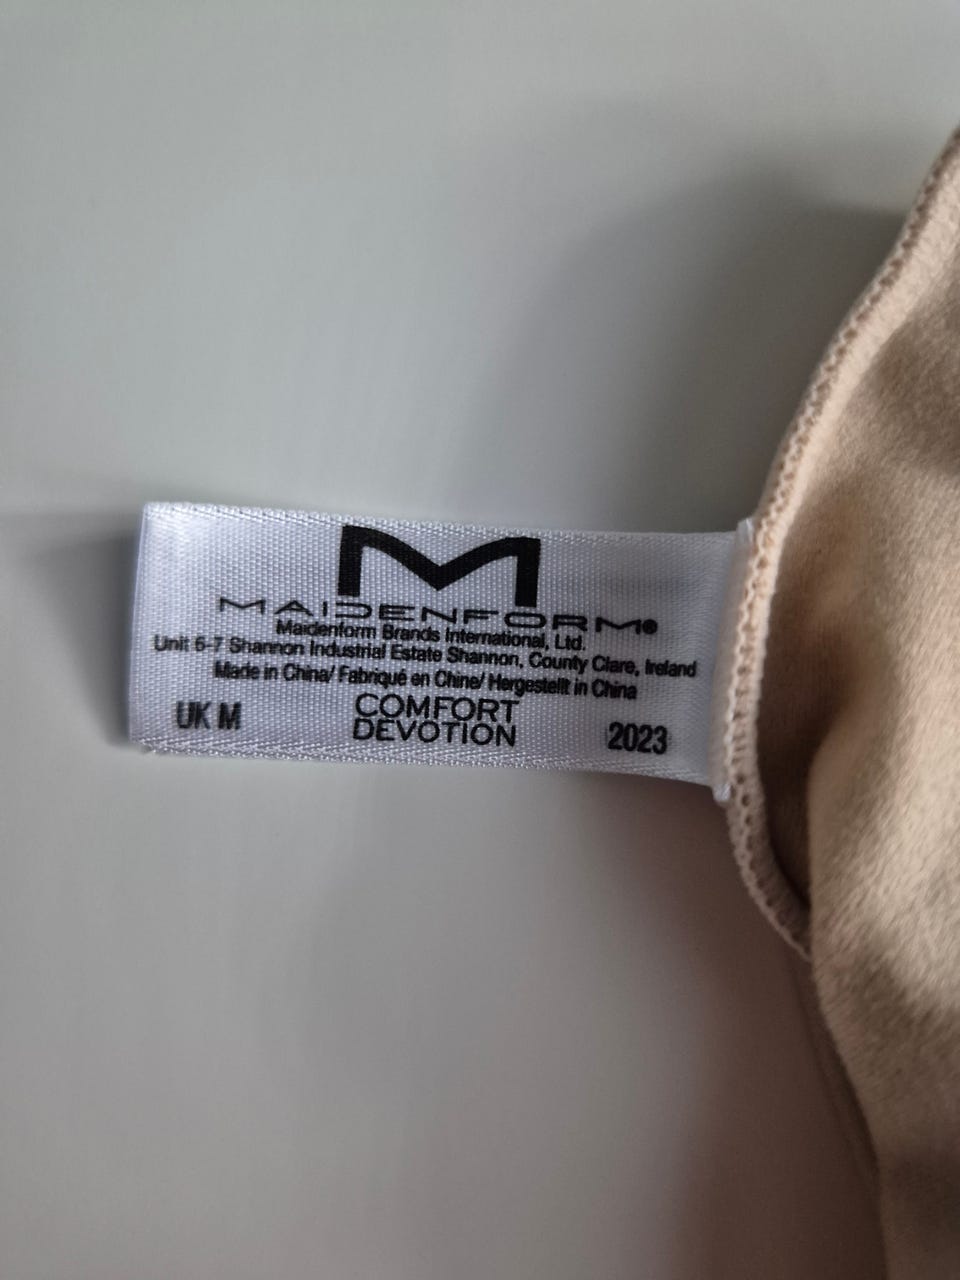 M
MAIDENFORM®
Maidenform Brands International, Ltd.
Unit 6-7 Shannon Industrial Estate Shannon, County Clare, Ireland
Made in China/ Fabriqué en Chine/ Hergestellt in China
UK M
COMFORT
DEVOTION
2023